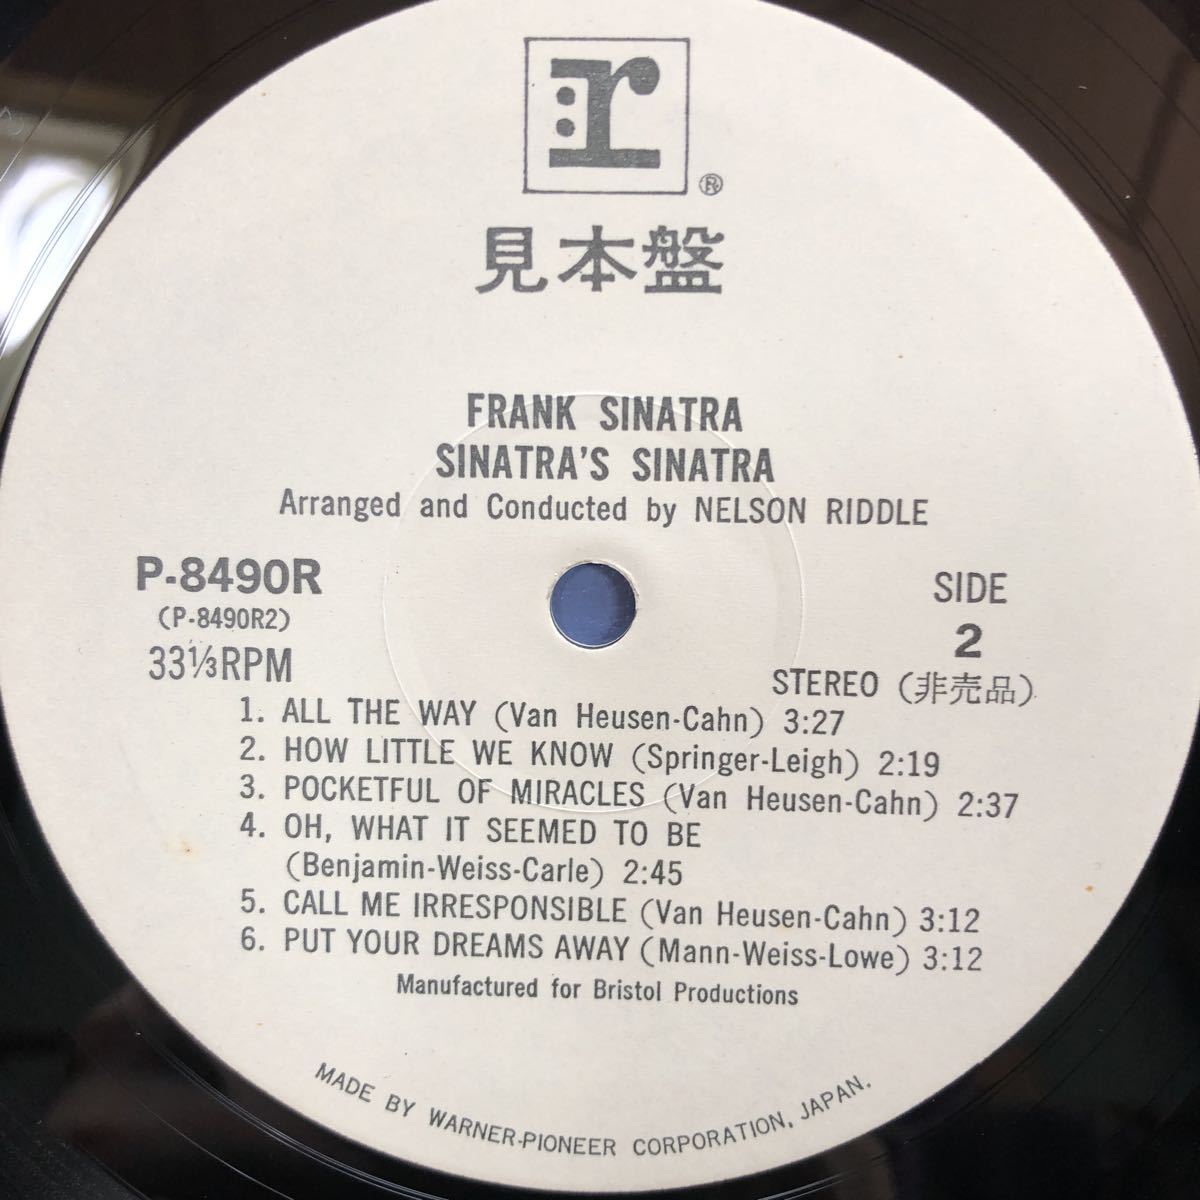 r
®
見本盤
FRANK SINATRA
SINATRA'S SINATRA
Arranged and Conducted by NELSON RIDDLE
P-8490R
(P-8490R2)
33⅓RPM
SIDE
2
STEREO (非売品)
1. ALL THE WAY (Van Heusen-Cahn) 3:27
2. HOW LITTLE WE KNOW (Springer-Leigh) 2:19
3. POCKETFUL OF MIRACLES (Van Heusen-Cahn) 2:37
4. OH, WHAT IT SEEMED TO BE
(Benjamin-Weiss-Carle) 2:45
5. CALL ME IRRESPONSIBLE (Van Heusen-Cahn) 3:12
6. PUT YOUR DREAMS AWAY (Mann-Weiss-Lowe) 3:12
Manufactured for Bristol Productions
MADE BY WARNER-PIONEER CORPORATION, JAPAN.